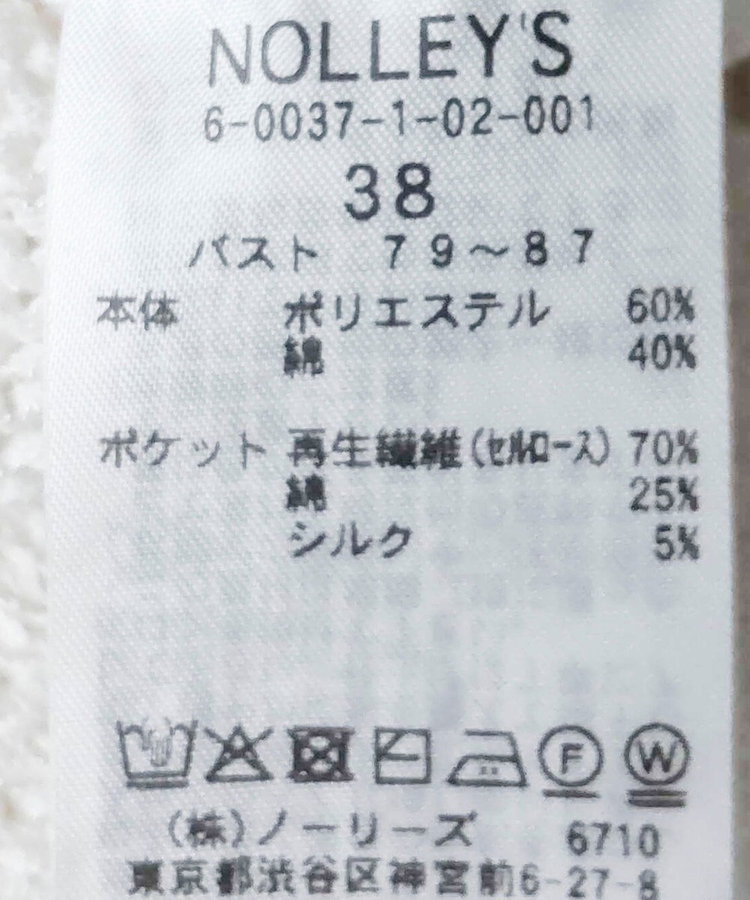 NOLLEY'S
6-0037-1-02-001
38
バスト 79～87
本体 ポリエステル 60%
綿 40%
ポケット 再生繊維(セルロース) 70%
綿 25%
シルク 5%
F W
(株)ノーリーズ 6710
東京都渋谷区神宮前6-27-8